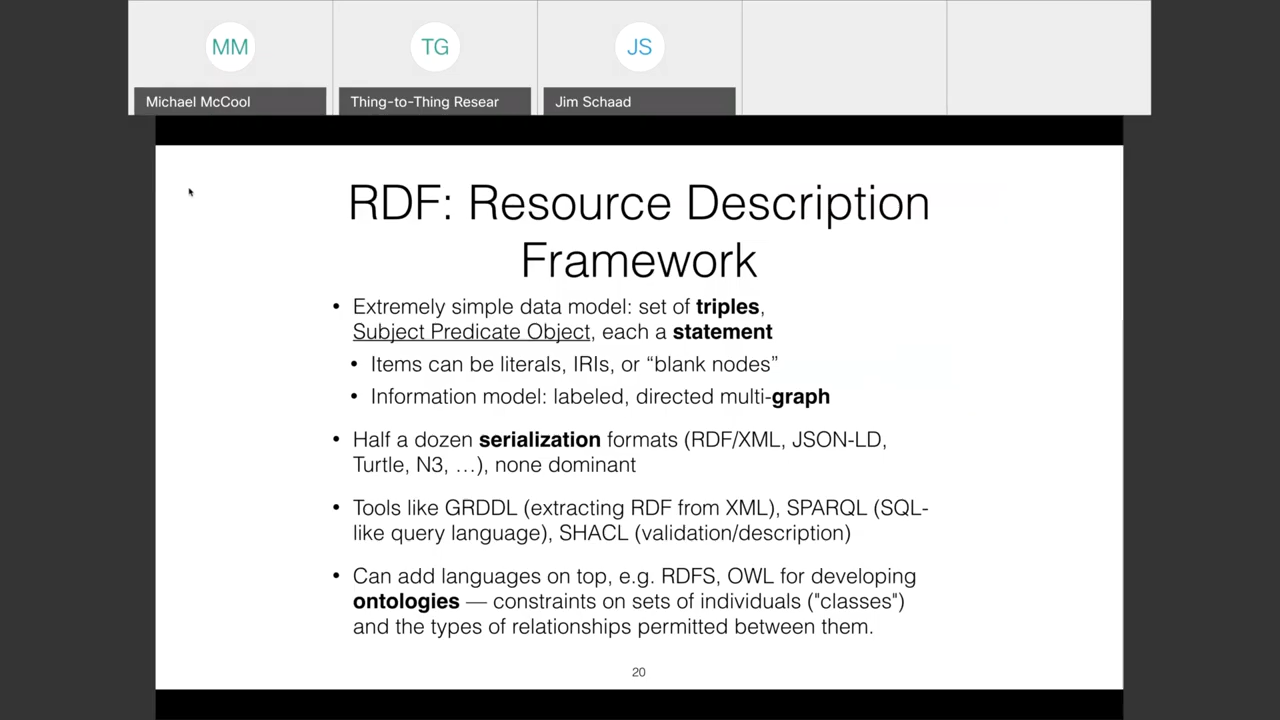 MM
TG
JS
Michael McCool
Thing-to-Thing Resear
Jim Schaad
RDF: Resource Description
Framework
• Extremely simple data model: set of triples,
Subject Predicate Object, each a statement
• Items can be literals, IRIs, or “blank nodes”
• Information model: labeled, directed multi-graph
• Half a dozen serialization formats (RDF/XML, JSON-LD,
Turtle, N3, …), none dominant
• Tools like GRDDL (extracting RDF from XML), SPARQL (SQL-
like query language), SHACL (validation/description)
• Can add languages on top, e.g. RDFS, OWL for developing
ontologies — constraints on sets of individuals ("classes")
and the types of relationships permitted between them.
20